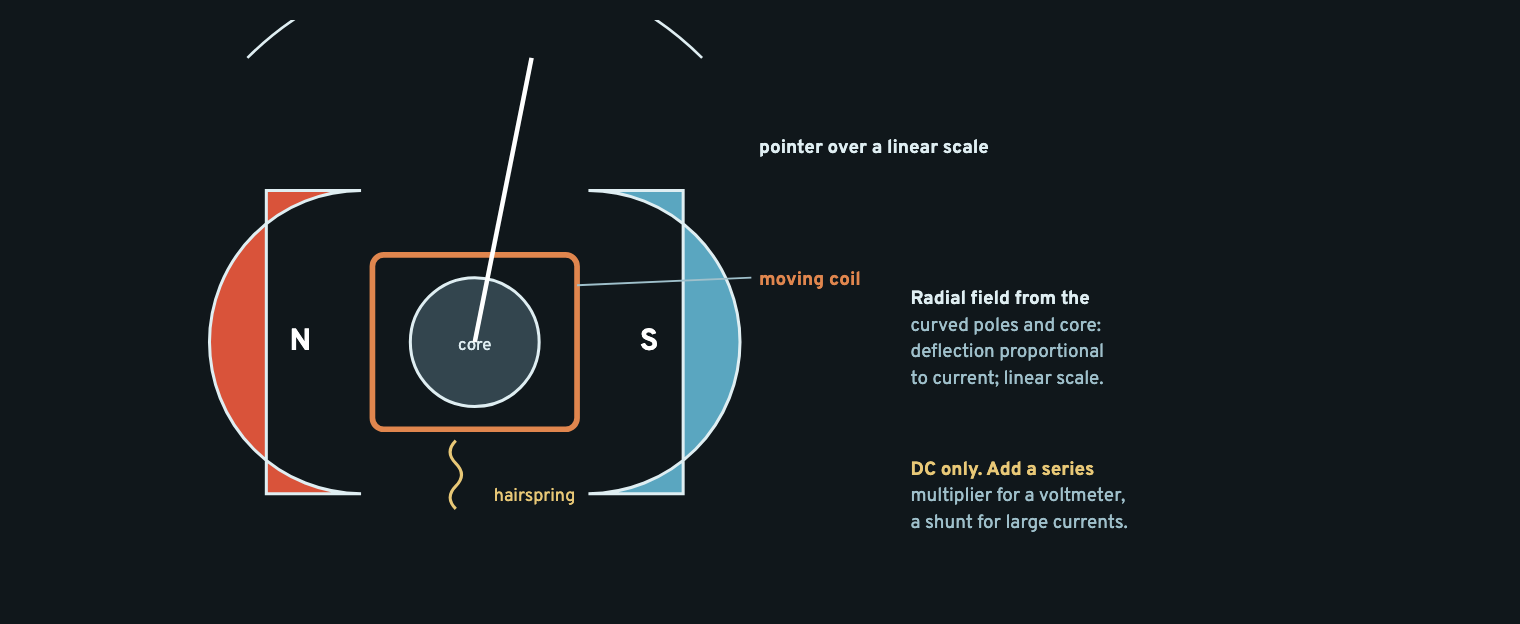 pointer over a linear scale
moving coil
Radial field from the
curved poles and core:
deflection proportional
to current; linear scale.
N
core
S
DC only. Add a series
multiplier for a voltmeter,
a shunt for large currents.
hairspring